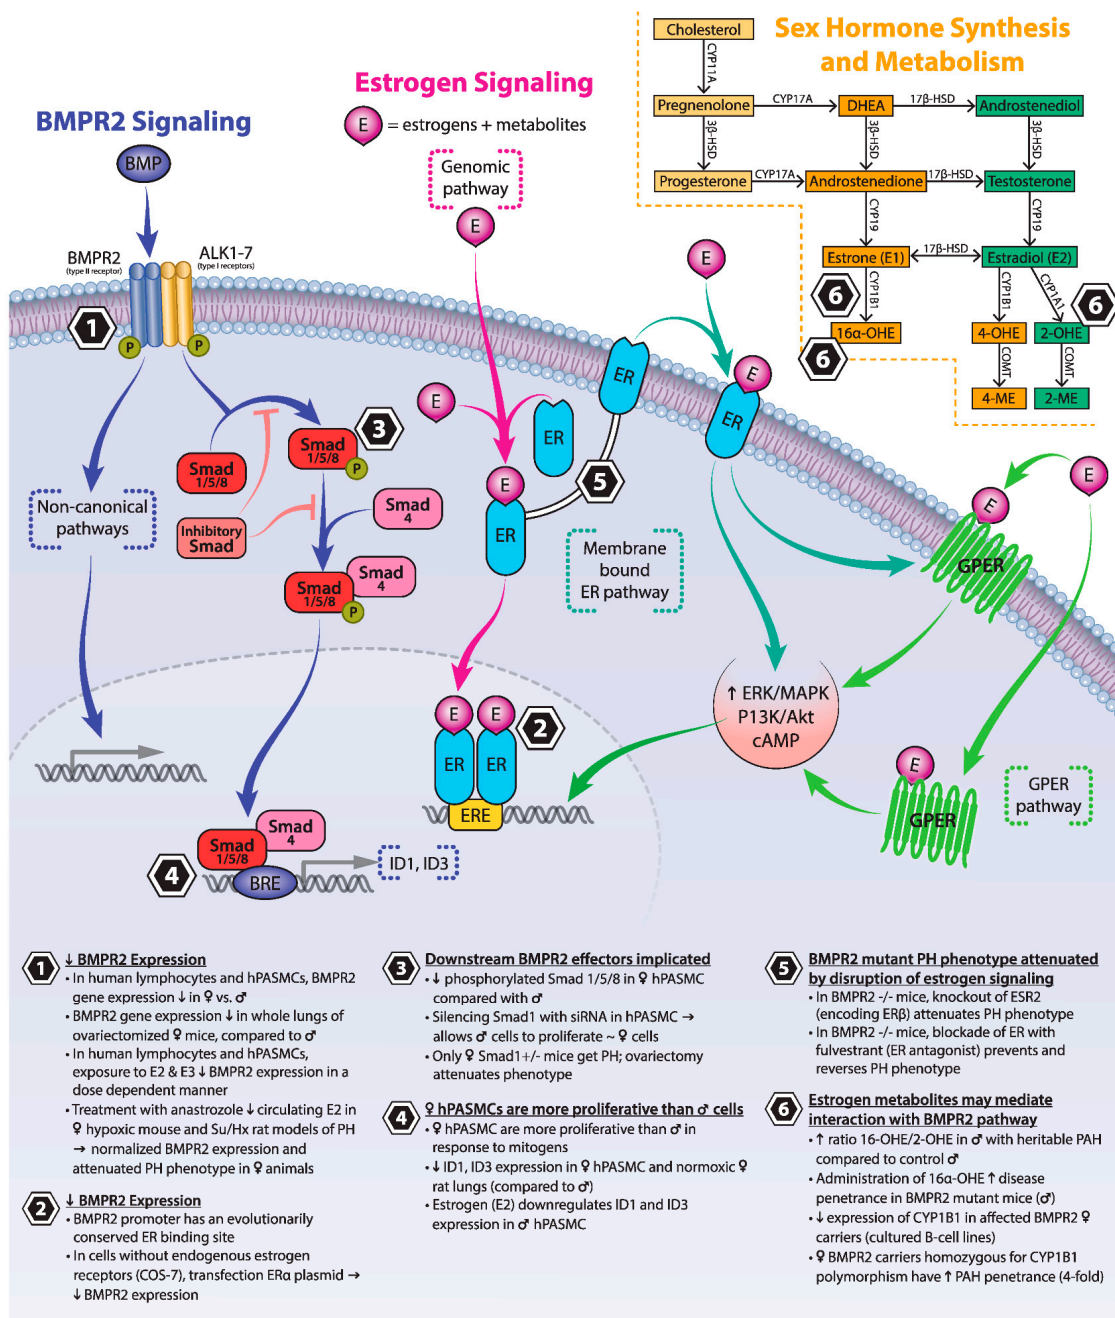 Sex Hormone Synthesis
and Metabolism
Cholesterol
CYP11A
Pregnenolone
CYP17A
DHEA
17β-HSD
Androstenediol
3β-HSD
3β-HSD
3β-HSD
Progesterone
CYP17A
Androstenedione
17β-HSD
Testosterone
CYP19
CYP19
Estrone (E1)
17β-HSD
Estradiol (E2)
CYP1B1
CYP1B1
CYP1A1
6
6
6
16α-OHE
4-OHE
2-OHE
COMT
COMT
4-ME
2-ME
Estrogen Signaling
E = estrogens + metabolites
Genomic
pathway
E
BMPR2 Signaling
BMP
BMPR2
(type II receptor)
ALK1-7
(type I receptors)
1
P
P
E
ER
E
ER
E
ER
3
Smad
1/5/8
P
Smad
1/5/8
5
E
ER
Non-canonical
pathways
Inhibitory
Smad
Smad
4
Smad
4
Smad
1/5/8
P
Membrane
bound
ER pathway
E
E
GPER
↑ ERK/MAPK
P13K/Akt
cAMP
E
E
2
ER
ER
ERE
E
GPER
GPER
pathway
Smad
4
Smad
1/5/8
4
BRE
ID1, ID3
1
↓ BMPR2 Expression
• In human lymphocytes and hPASMCs, BMPR2
gene expression ↓ in ♀ vs. ♂
• BMPR2 gene expression ↓ in whole lungs of
ovariectomized ♀ mice, compared to ♂
• In human lymphocytes and hPASMCs,
exposure to E2 & E3 ↓ BMPR2 expression in a
dose dependent manner
• Treatment with anastrozole ↓ circulating E2 in
♀ hypoxic mouse and Su/Hx rat models of PH
→ normalized BMPR2 expression and
attenuated PH phenotype in ♀ animals
2
↓ BMPR2 Expression
• BMPR2 promoter has an evolutionarily
conserved ER binding site
• In cells without endogenous estrogen
receptors (COS-7), transfection ERα plasmid →
↓ BMPR2 expression
3
Downstream BMPR2 effectors implicated
• ↓ phosphorylated Smad 1/5/8 in ♀ hPASMC
compared with ♂
• Silencing Smad1 with siRNA in hPASMC →
allows ♂ cells to proliferate ~ ♀ cells
• Only ♀ Smad1+/- mice get PH; ovariectomy
attenuates phenotype
4
♀ hPASMCs are more proliferative than ♂ cells
• ♀ hPASMC are more proliferative than ♂ in
response to mitogens
• ↓ ID1, ID3 expression in ♀ hPASMC and normoxic ♀
rat lungs (compared to ♂)
• Estrogen (E2) downregulates ID1 and ID3
expression in ♂ hPASMC
5
BMPR2 mutant PH phenotype attenuated
by disruption of estrogen signaling
• In BMPR2 -/- mice, knockout of ESR2
(encoding ERβ) attenuates PH phenotype
• In BMPR2 -/- mice, blockade of ER with
fulvestrant (ER antagonist) prevents and
reverses PH phenotype
6
Estrogen metabolites may mediate
interaction with BMPR2 pathway
• ↑ ratio 16-OHE/2-OHE in ♂ with heritable PAH
compared to control ♂
• Administration of 16α-OHE ↑ disease
penetrance in BMPR2 mutant mice (♂)
• ↓ expression of CYP1B1 in affected BMPR2 ♀
carriers (cultured B-cell lines)
• ♀ BMPR2 carriers homozygous for CYP1B1
polymorphism have ↑ PAH penetrance (4-fold)